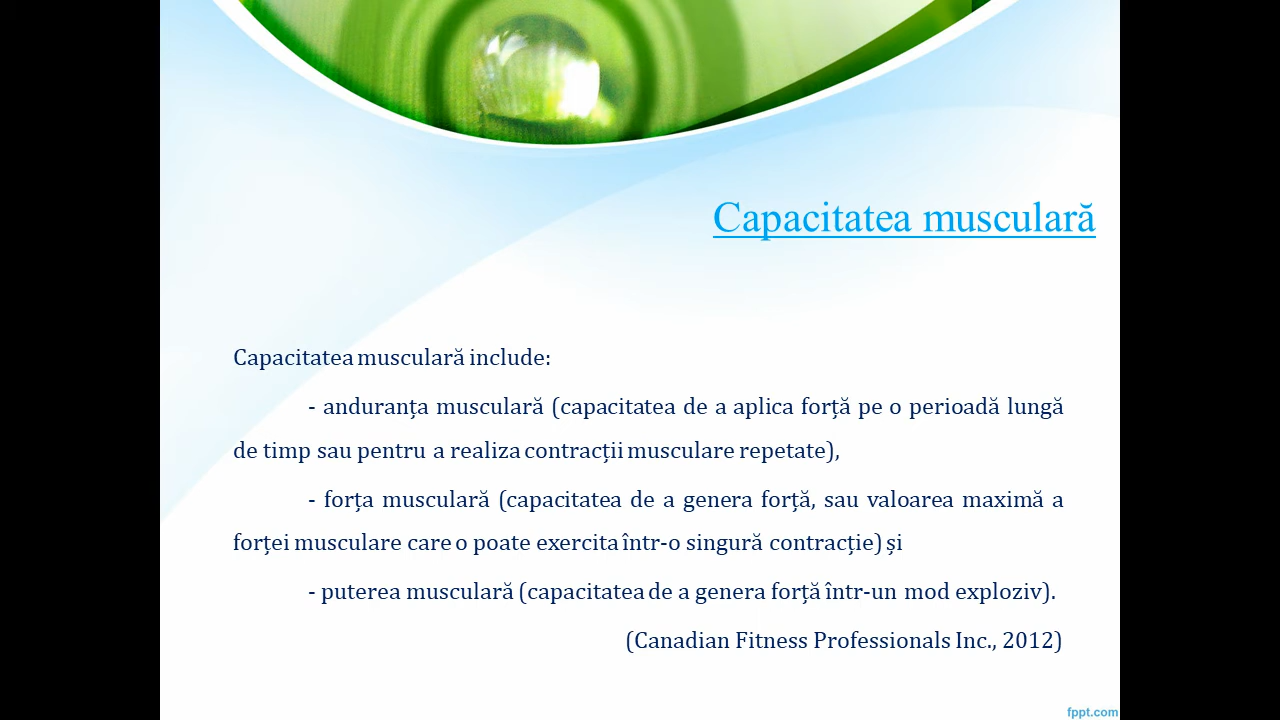 Capacitatea musculară
Capacitatea musculară include:
- anduranța musculară (capacitatea de a aplica forță pe o perioadă lungă
de timp sau pentru a realiza contracții musculare repetate),
- forța musculară (capacitatea de a genera forță, sau valoarea maximă a
forței musculare care o poate exercita într-o singură contracție) și
- puterea musculară (capacitatea de a genera forță într-un mod exploziv).
(Canadian Fitness Professionals Inc., 2012)
fppt.com